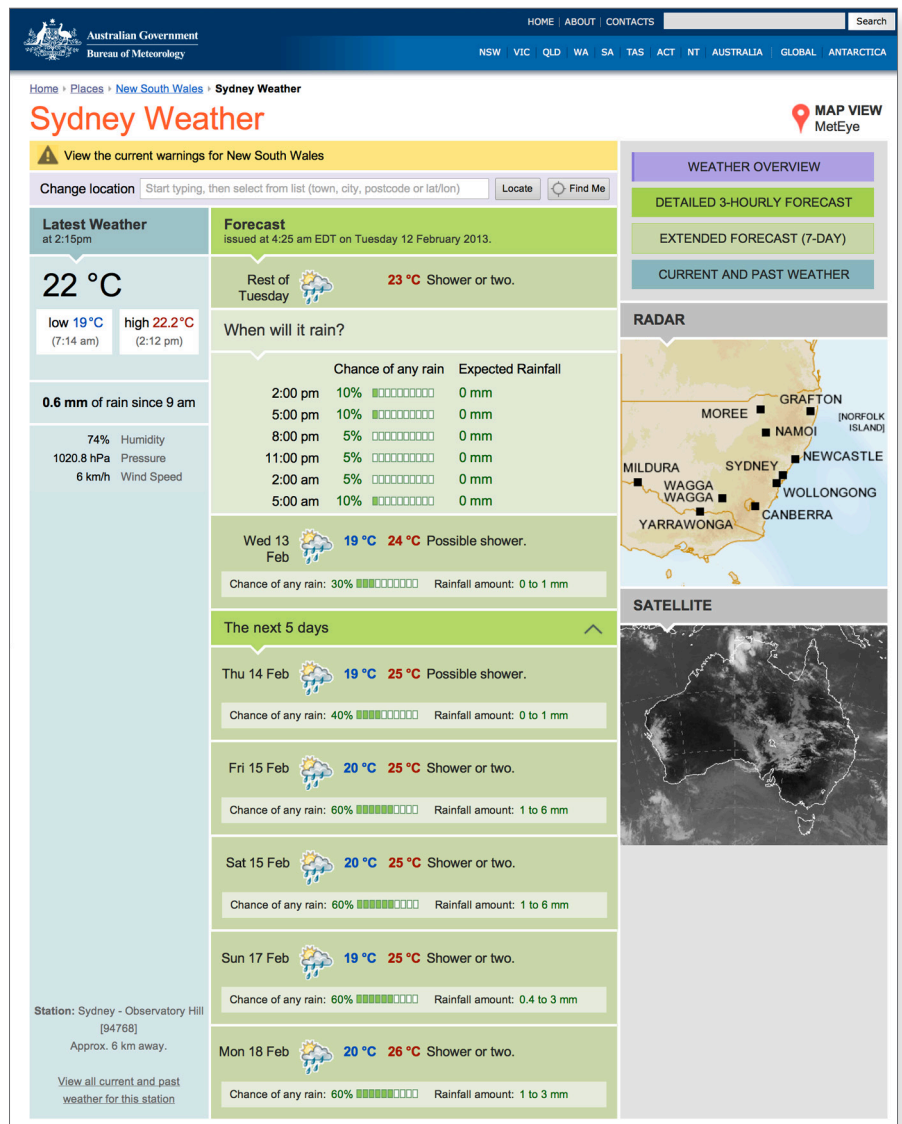 HOME | ABOUT | CONTACTS
Search
Australian Government
Bureau of Meteorology
NSW VIC QLD WA SA TAS ACT NT AUSTRALIA GLOBAL ANTARCTICA
Home Places New South Wales Sydney Weather
Sydney Weather
MAP VIEW
MetEye
View the current warnings for New South Wales
Change location
Start typing, then select from list (town, city, postcode or lat/lon)
Locate
Find Me
Latest Weather
at 2:15pm
22 °C
low 19°C
(7:14 am)
high 22.2°C
(2:12 pm)
0.6 mm of rain since 9 am
74% Humidity
1020.8 hPa Pressure
6 km/h Wind Speed
Station: Sydney - Observatory Hill
[94768]
Approx. 6 km away.
View all current and past
weather for this station
Forecast
issued at 4:25 am EDT on Tuesday 12 February 2013.
Rest of
Tuesday
23 °C Shower or two.
When will it rain?
Chance of any rain Expected Rainfall
2:00 pm 10% 0 mm
5:00 pm 10% 0 mm
8:00 pm 5% 0 mm
11:00 pm 5% 0 mm
2:00 am 5% 0 mm
5:00 am 10% 0 mm
Wed 13
Feb
19 °C 24 °C Possible shower.
Chance of any rain: 30% Rainfall amount: 0 to 1 mm
The next 5 days
Thu 14 Feb 19 °C 25 °C Possible shower.
Chance of any rain: 40% Rainfall amount: 0 to 1 mm
Fri 15 Feb 20 °C 25 °C Shower or two.
Chance of any rain: 60% Rainfall amount: 1 to 6 mm
Sat 15 Feb 20 °C 25 °C Shower or two.
Chance of any rain: 60% Rainfall amount: 1 to 6 mm
Sun 17 Feb 19 °C 25 °C Shower or two.
Chance of any rain: 60% Rainfall amount: 0.4 to 3 mm
Mon 18 Feb 20 °C 26 °C Shower or two.
Chance of any rain: 60% Rainfall amount: 1 to 3 mm
WEATHER OVERVIEW
DETAILED 3-HOURLY FORECAST
EXTENDED FORECAST (7-DAY)
CURRENT AND PAST WEATHER
RADAR
GRAFTON
MOREE
[NORFOLK
ISLAND]
NAMOI
NEWCASTLE
MILDURA
SYDNEY
WAGGA
WAGGA
WOLLONGONG
CANBERRA
YARRAWONGA
SATELLITE